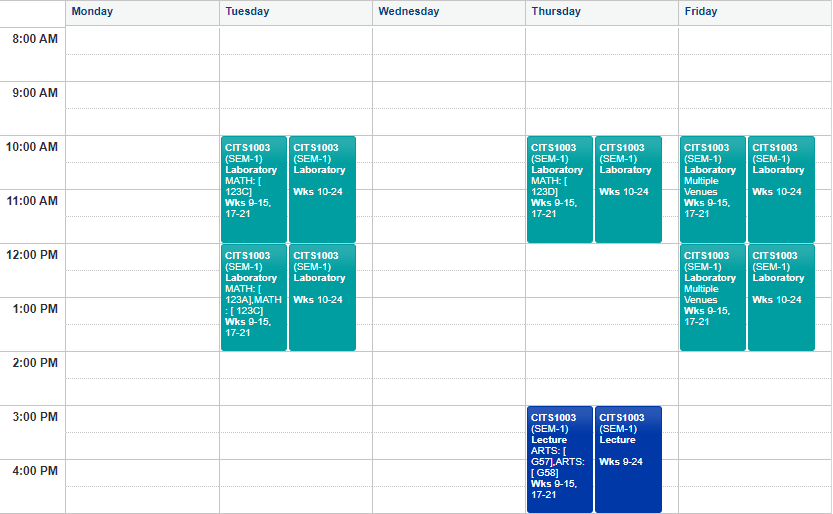 Monday Tuesday Wednesday Thursday Friday
8:00 AM
9:00 AM
10:00 AM
CITS1003
(SEM-1)
Laboratory
MATH: [
123C]
Wks 9-15,
17-21
CITS1003
(SEM-1)
Laboratory
Wks 10-24
CITS1003
(SEM-1)
Laboratory
MATH: [
123D]
Wks 9-15,
17-21
CITS1003
(SEM-1)
Laboratory
Wks 10-24
CITS1003
(SEM-1)
Laboratory
Multiple
Venues
Wks 9-15,
17-21
CITS1003
(SEM-1)
Laboratory
Wks 10-24
11:00 AM
12:00 PM
CITS1003
(SEM-1)
Laboratory
MATH: [
123A],MATH
: [ 123C]
Wks 9-15,
17-21
CITS1003
(SEM-1)
Laboratory
Wks 10-24
CITS1003
(SEM-1)
Laboratory
Multiple
Venues
Wks 9-15,
17-21
CITS1003
(SEM-1)
Laboratory
Wks 10-24
1:00 PM
2:00 PM
3:00 PM
CITS1003
(SEM-1)
Lecture
ARTS: [
G57],ARTS:
[ G58]
Wks 9-15,
17-21
CITS1003
(SEM-1)
Lecture
Wks 9-24
4:00 PM